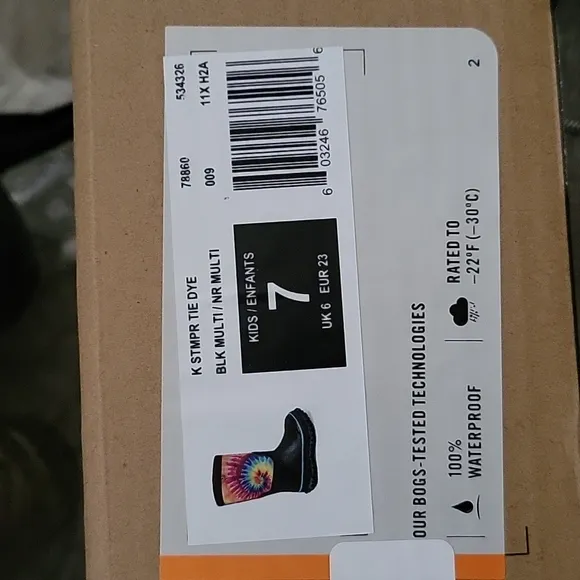 K STMPR TIE DYE 78860 534326
BLK MULTI / NR MULTI 009 11X H2A
KIDS / ENFANTS
7
UK 6 EUR 23
6 03246 76505 6
OUR BOGS-TESTED TECHNOLOGIES
100%
WATERPROOF
RATED TO
-22°F (-30°C)
2